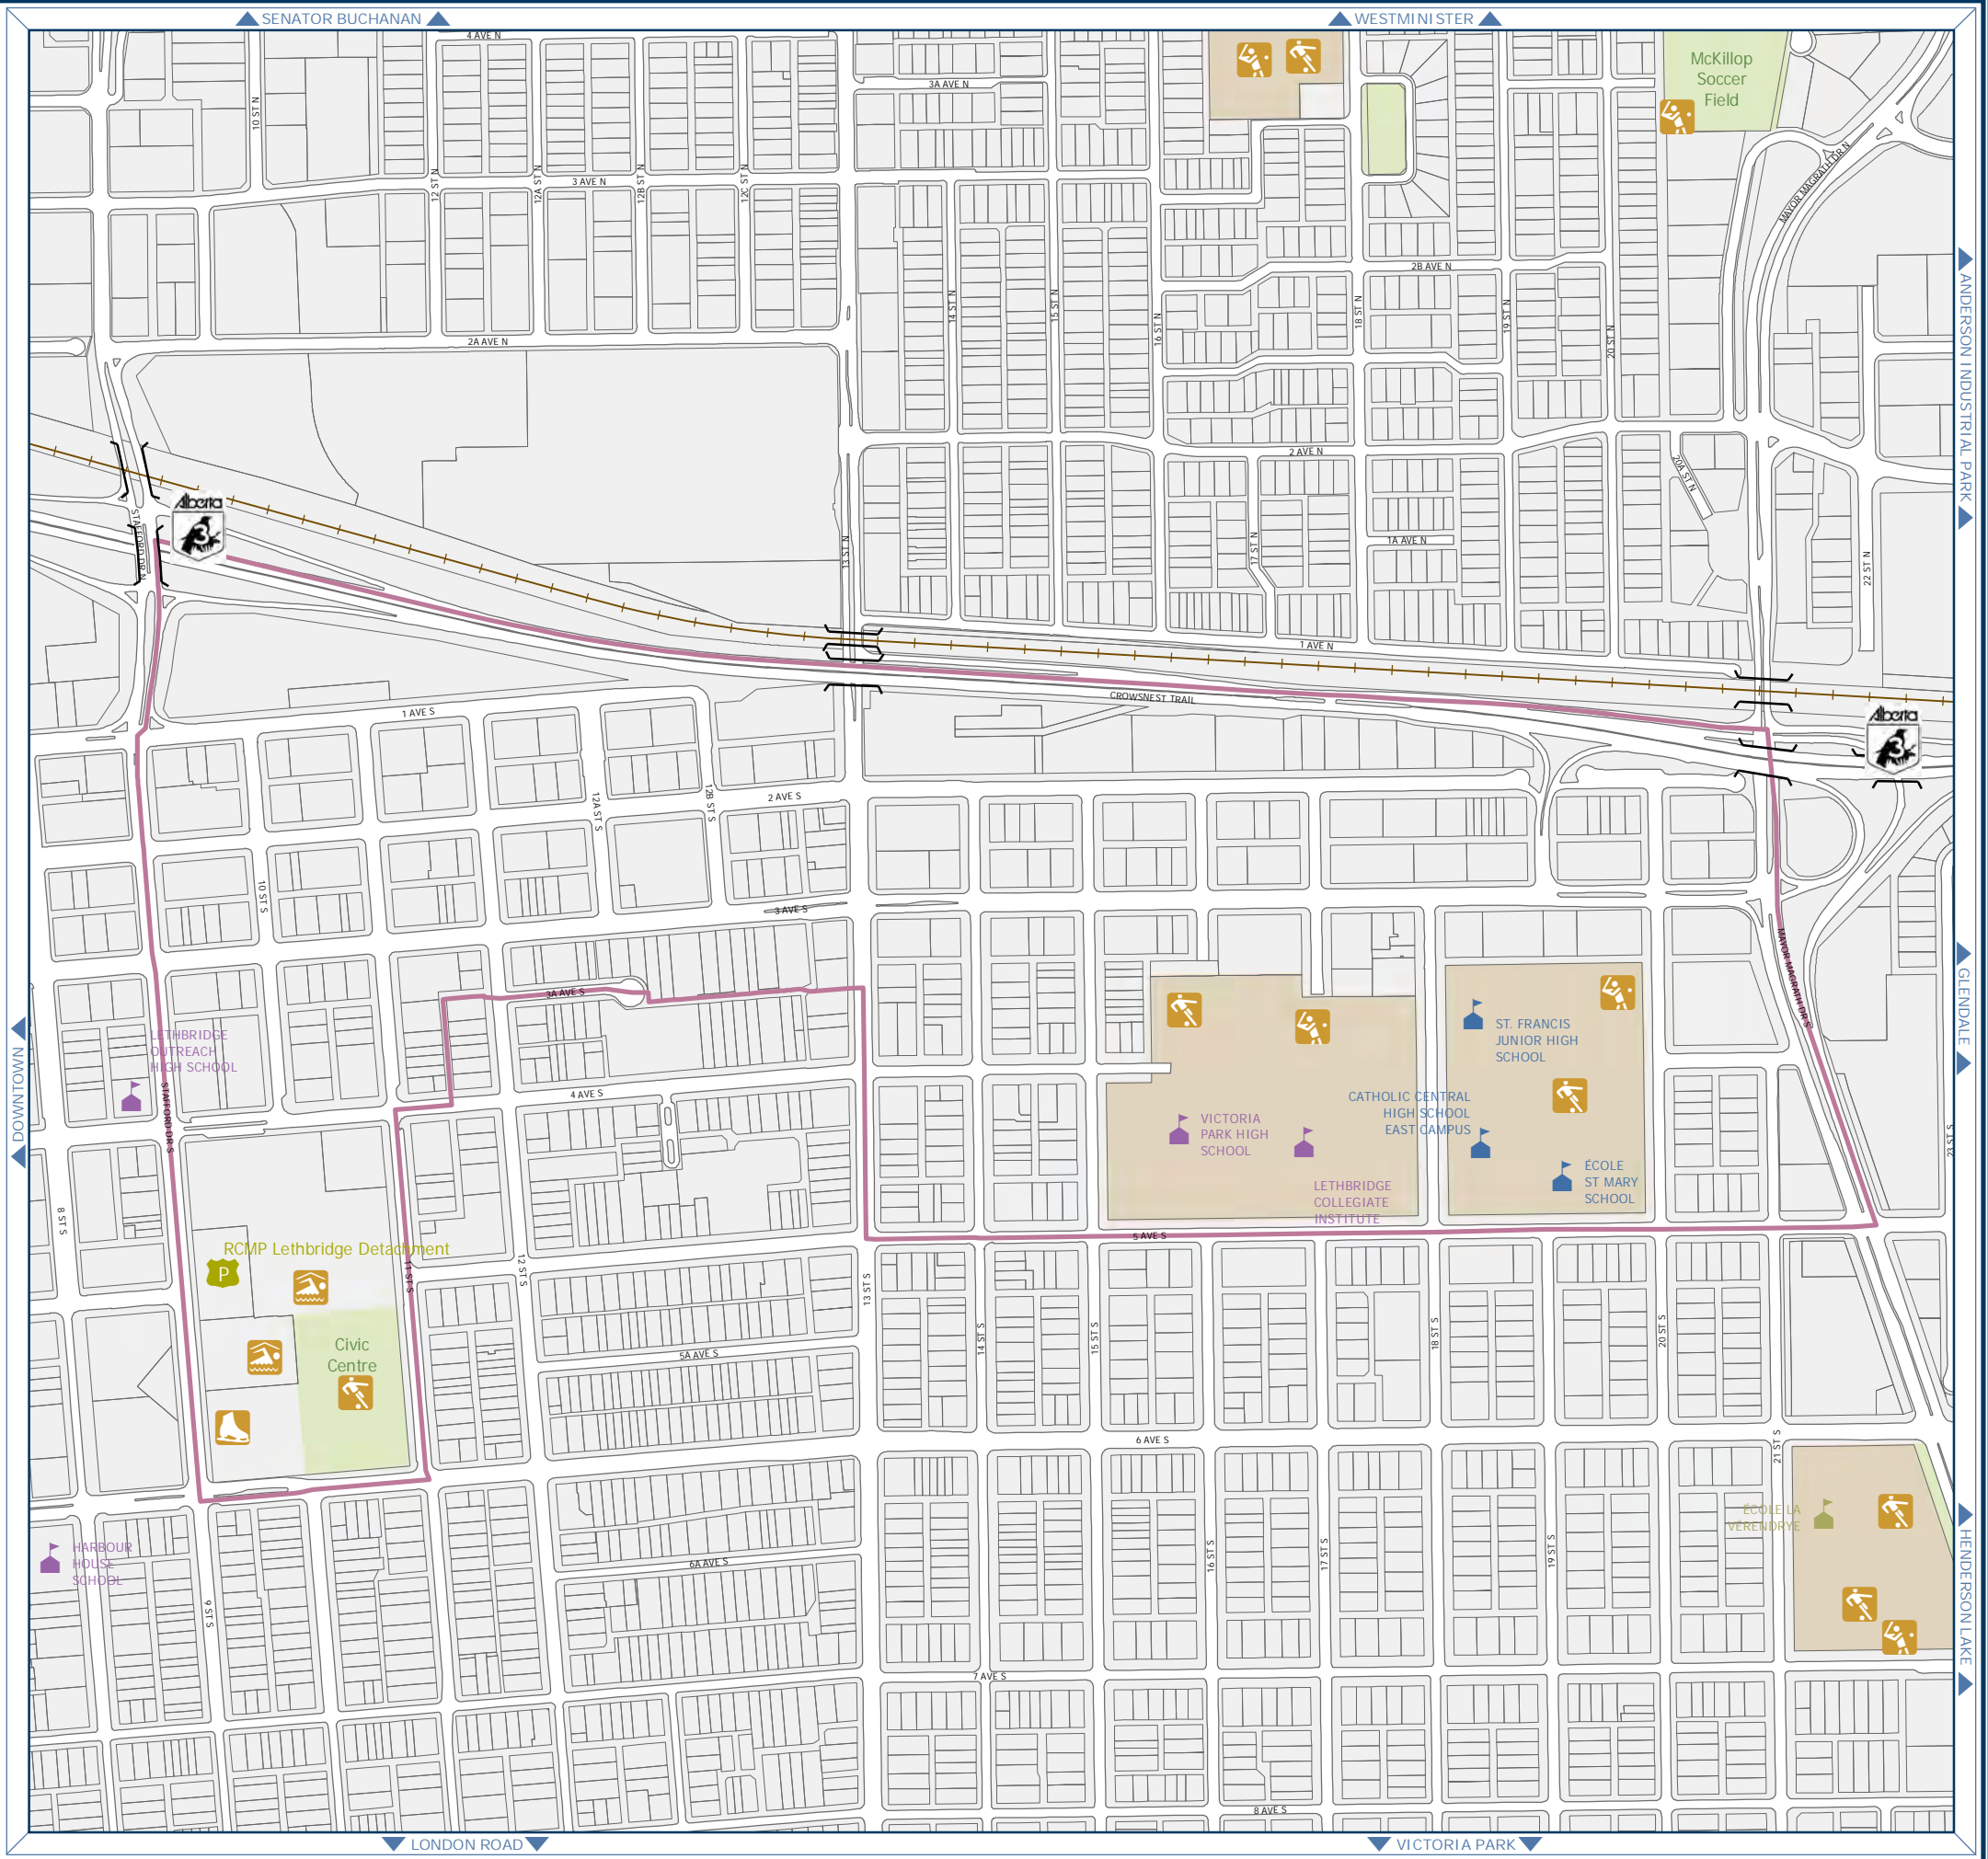 SENATOR BUCHANAN
WESTMINISTER
4 AVE N
3A AVE N
McKillop
Soccer
Field
10 ST N
12 ST N
12A ST N
12B ST N
12C ST N
3 AVE N
MAYOR MAGRATH DR N
2B AVE N
14 ST N
15 ST N
16 ST N
18 ST N
19 ST N
20 ST N
2A AVE N
ANDERSON INDUSTRIAL PARK
2 AVE N
20A ST N
Alberta
3
STAFFORD DR N
13 ST N
17 ST N
1A AVE N
22 ST N
1 AVE N
CROWSNEST TRAIL
1 AVE S
Alberta
3
12A ST S
12B ST S
2 AVE S
10 ST S
3 AVE S
MAYOR MAGRATH DR S
GLENDALE
3A AVE S
LETHBRIDGE
OUTREACH
HIGH SCHOOL
ST. FRANCIS
JUNIOR HIGH
SCHOOL
DOWNTOWN
STAFFORD DR S
4 AVE S
CATHOLIC CENTRAL
HIGH SCHOOL
EAST CAMPUS
VICTORIA
PARK HIGH
SCHOOL
ÉCOLE
ST MARY
SCHOOL
LETHBRIDGE
COLLEGIATE
INSTITUTE
23 ST S
8 ST S
5 AVE S
RCMP Lethbridge Detachment
P
11 ST S
12 ST S
13 ST S
Civic
Centre
14 ST S
15 ST S
18 ST S
20 ST S
5A AVE S
6 AVE S
21 ST S
ÉCOLE LA
VÉRENDRYE
HARBOUR
HOUSE
SCHOOL
6A AVE S
16 ST S
17 ST S
19 ST S
9 ST S
HENDERSON LAKE
7 AVE S
8 AVE S
LONDON ROAD
VICTORIA PARK